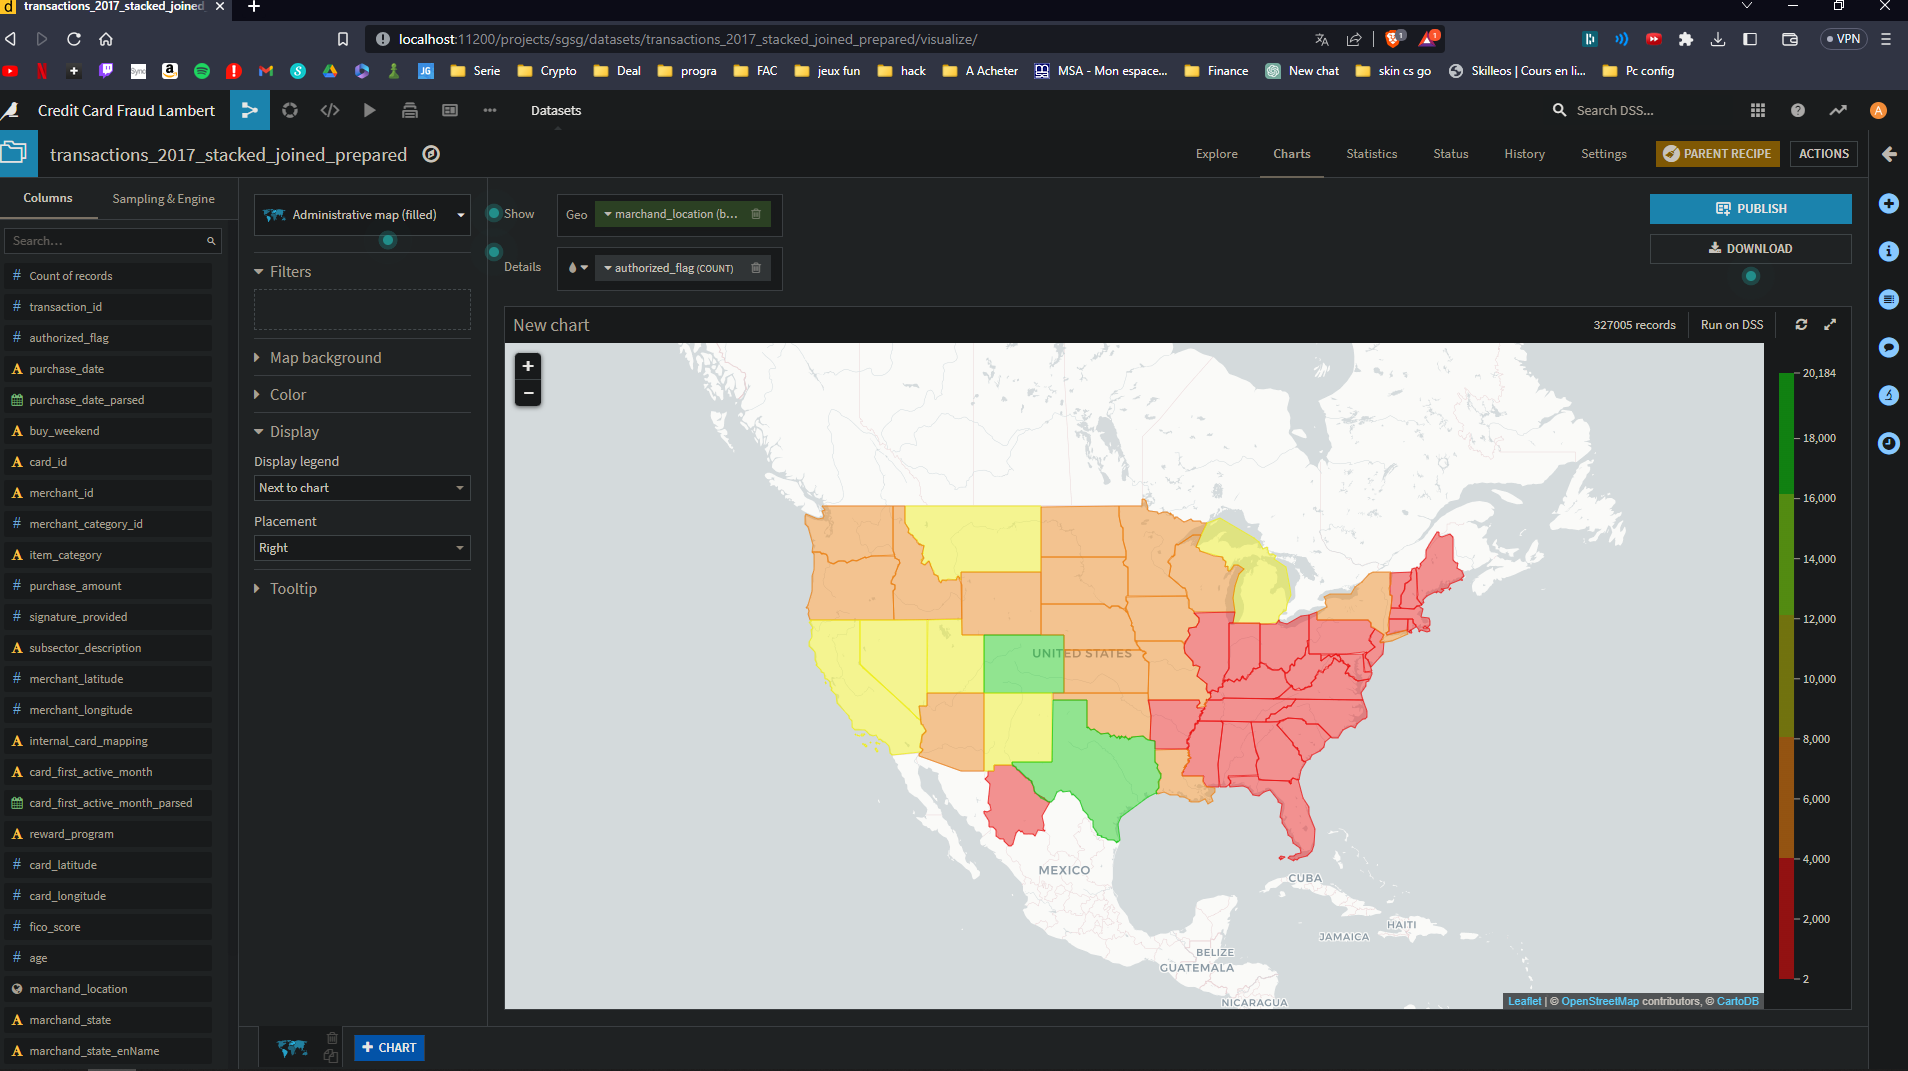 transactions_2017_stacked_joined_
localhost:11200/projects/sgsg/datasets/transactions_2017_stacked_joined_prepared/visualize/
VPN
Serie
Crypto
Deal
progra
FAC
jeux fun
hack
A Acheter
MSA - Mon espace...
Finance
New chat
skin cs go
Skilleos | Cours en li...
Pc config
Credit Card Fraud Lambert
Datasets
Search DSS...
A
transactions_2017_stacked_joined_prepared
Explore
Charts
Statistics
Status
History
Settings
PARENT RECIPE
ACTIONS
Columns
Sampling & Engine
Search...
# Count of records
# transaction_id
# authorized_flag
A purchase_date
purchase_date_parsed
A buy_weekend
A card_id
A merchant_id
# merchant_category_id
A item_category
# purchase_amount
# signature_provided
A subsector_description
# merchant_latitude
# merchant_longitude
A internal_card_mapping
A card_first_active_month
card_first_active_month_parsed
A reward_program
# card_latitude
# card_longitude
# fico_score
# age
marchand_location
A marchand_state
A marchand_state_enName
Administrative map (filled)
Filters
Map background
Color
Display
Display legend
Next to chart
Placement
Right
Tooltip
Show
Geo
marchand_location (b...
Details
authorized_flag (COUNT)
PUBLISH
DOWNLOAD
New chart
327005 records
Run on DSS
+
−
UNITED STATES
MEXICO
CUBA
HAITI
JAMAICA
BELIZE
GUATEMALA
NICARAGUA
20,184
18,000
16,000
14,000
12,000
10,000
8,000
6,000
4,000
2,000
2
Leaflet | © OpenStreetMap contributors, © CartoDB
+ CHART